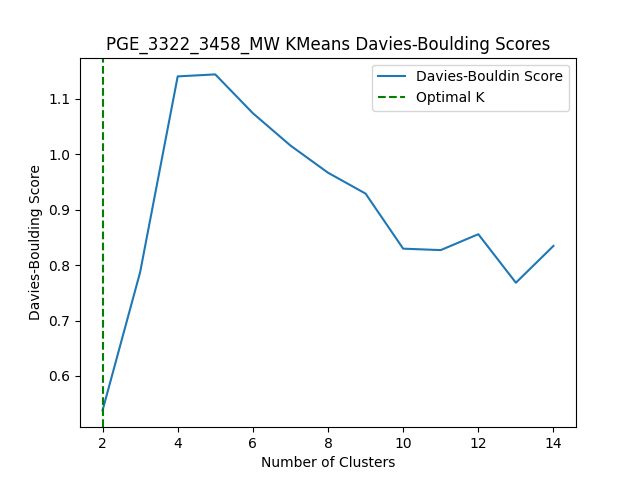 PGE_3322_3458_MW KMeans Davies-Boulding Scores
Davies-Bouldin Score
Optimal K
Davies-Boulding Score
1.1
1.0
0.9
0.8
0.7
0.6
2 4 6 8 10 12 14
Number of Clusters